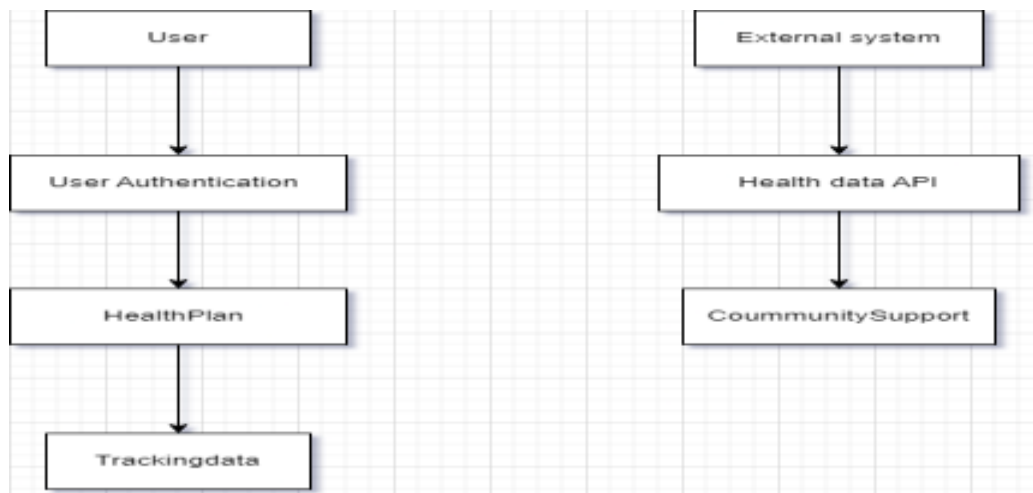 User
User Authentication
HealthPlan
Trackingdata
External system
Health data API
CoummunitySupport